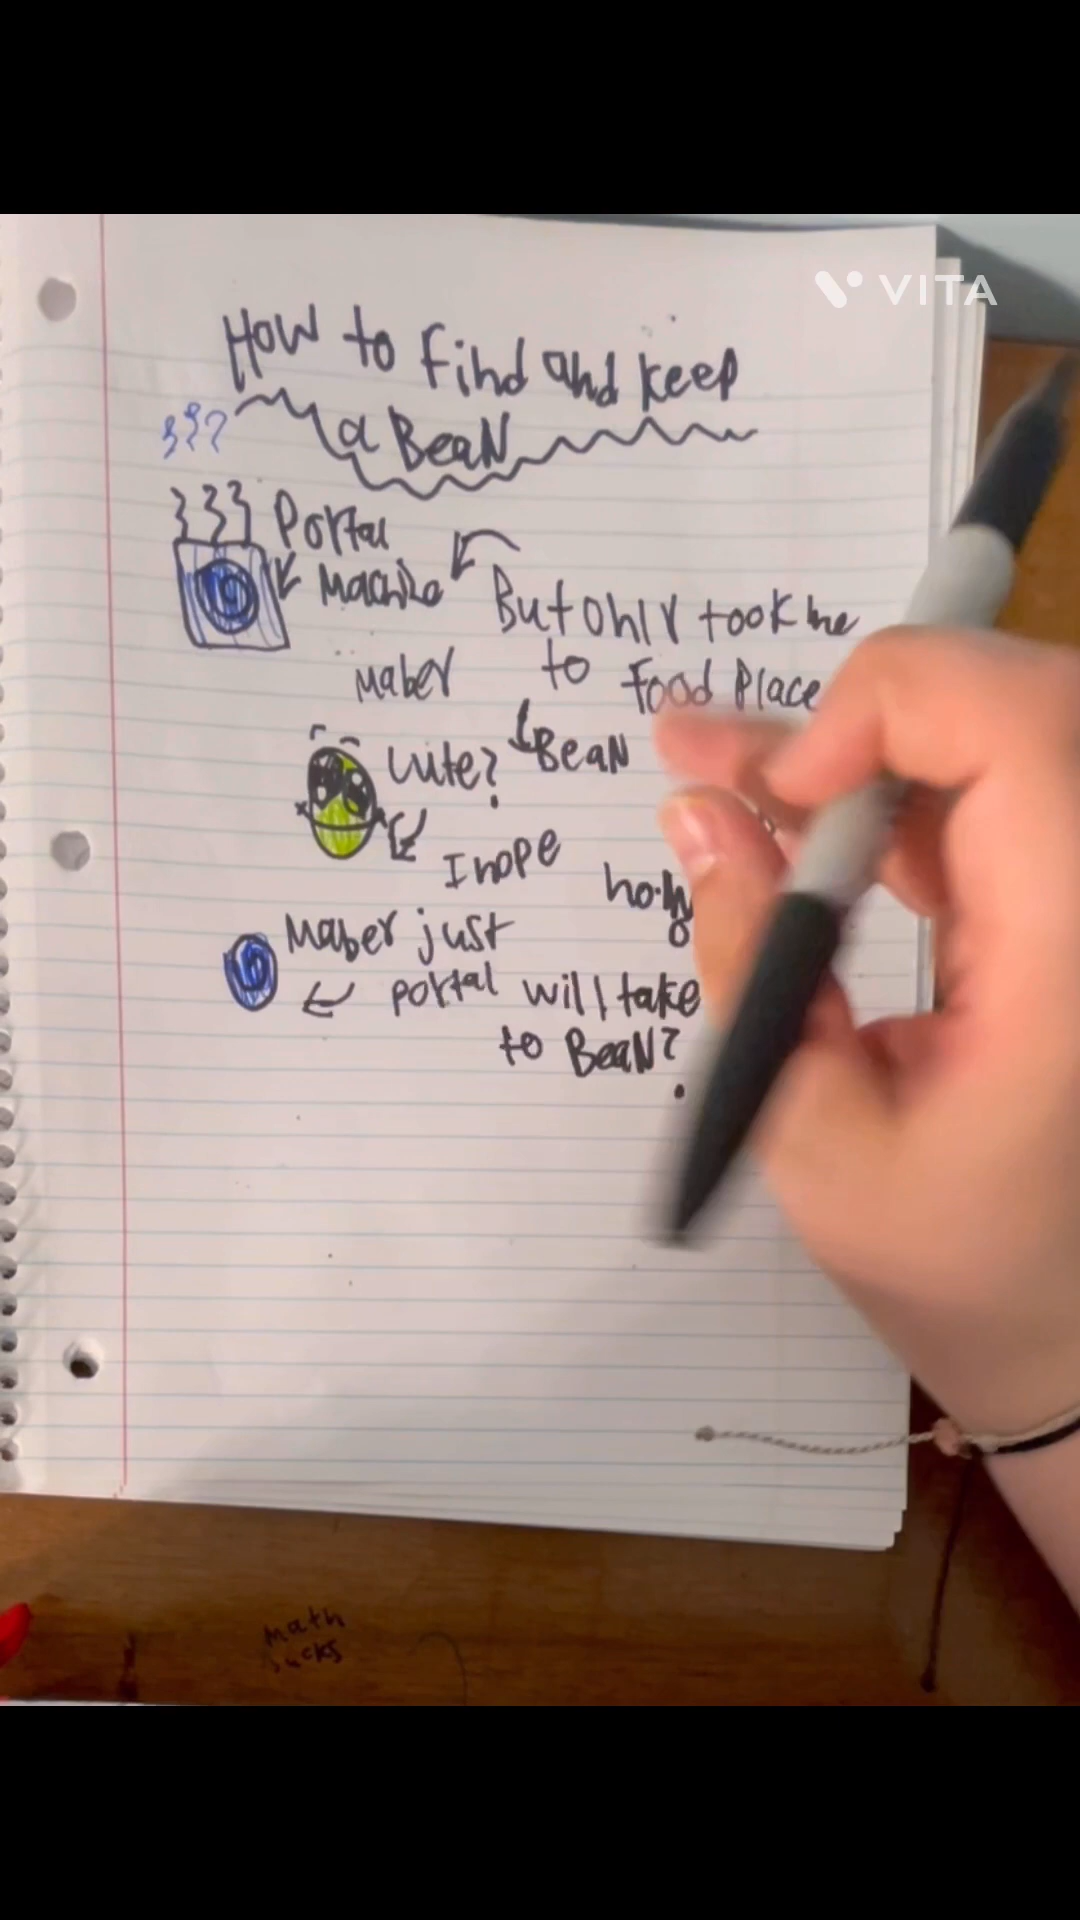 VITA
How to find and keep
a BeaN
Portal
Machine
But only took me
to Food Place
Maber
BeaN
Cute?
I hope
Maber just
portal will take
to BeaN?
math
sucks